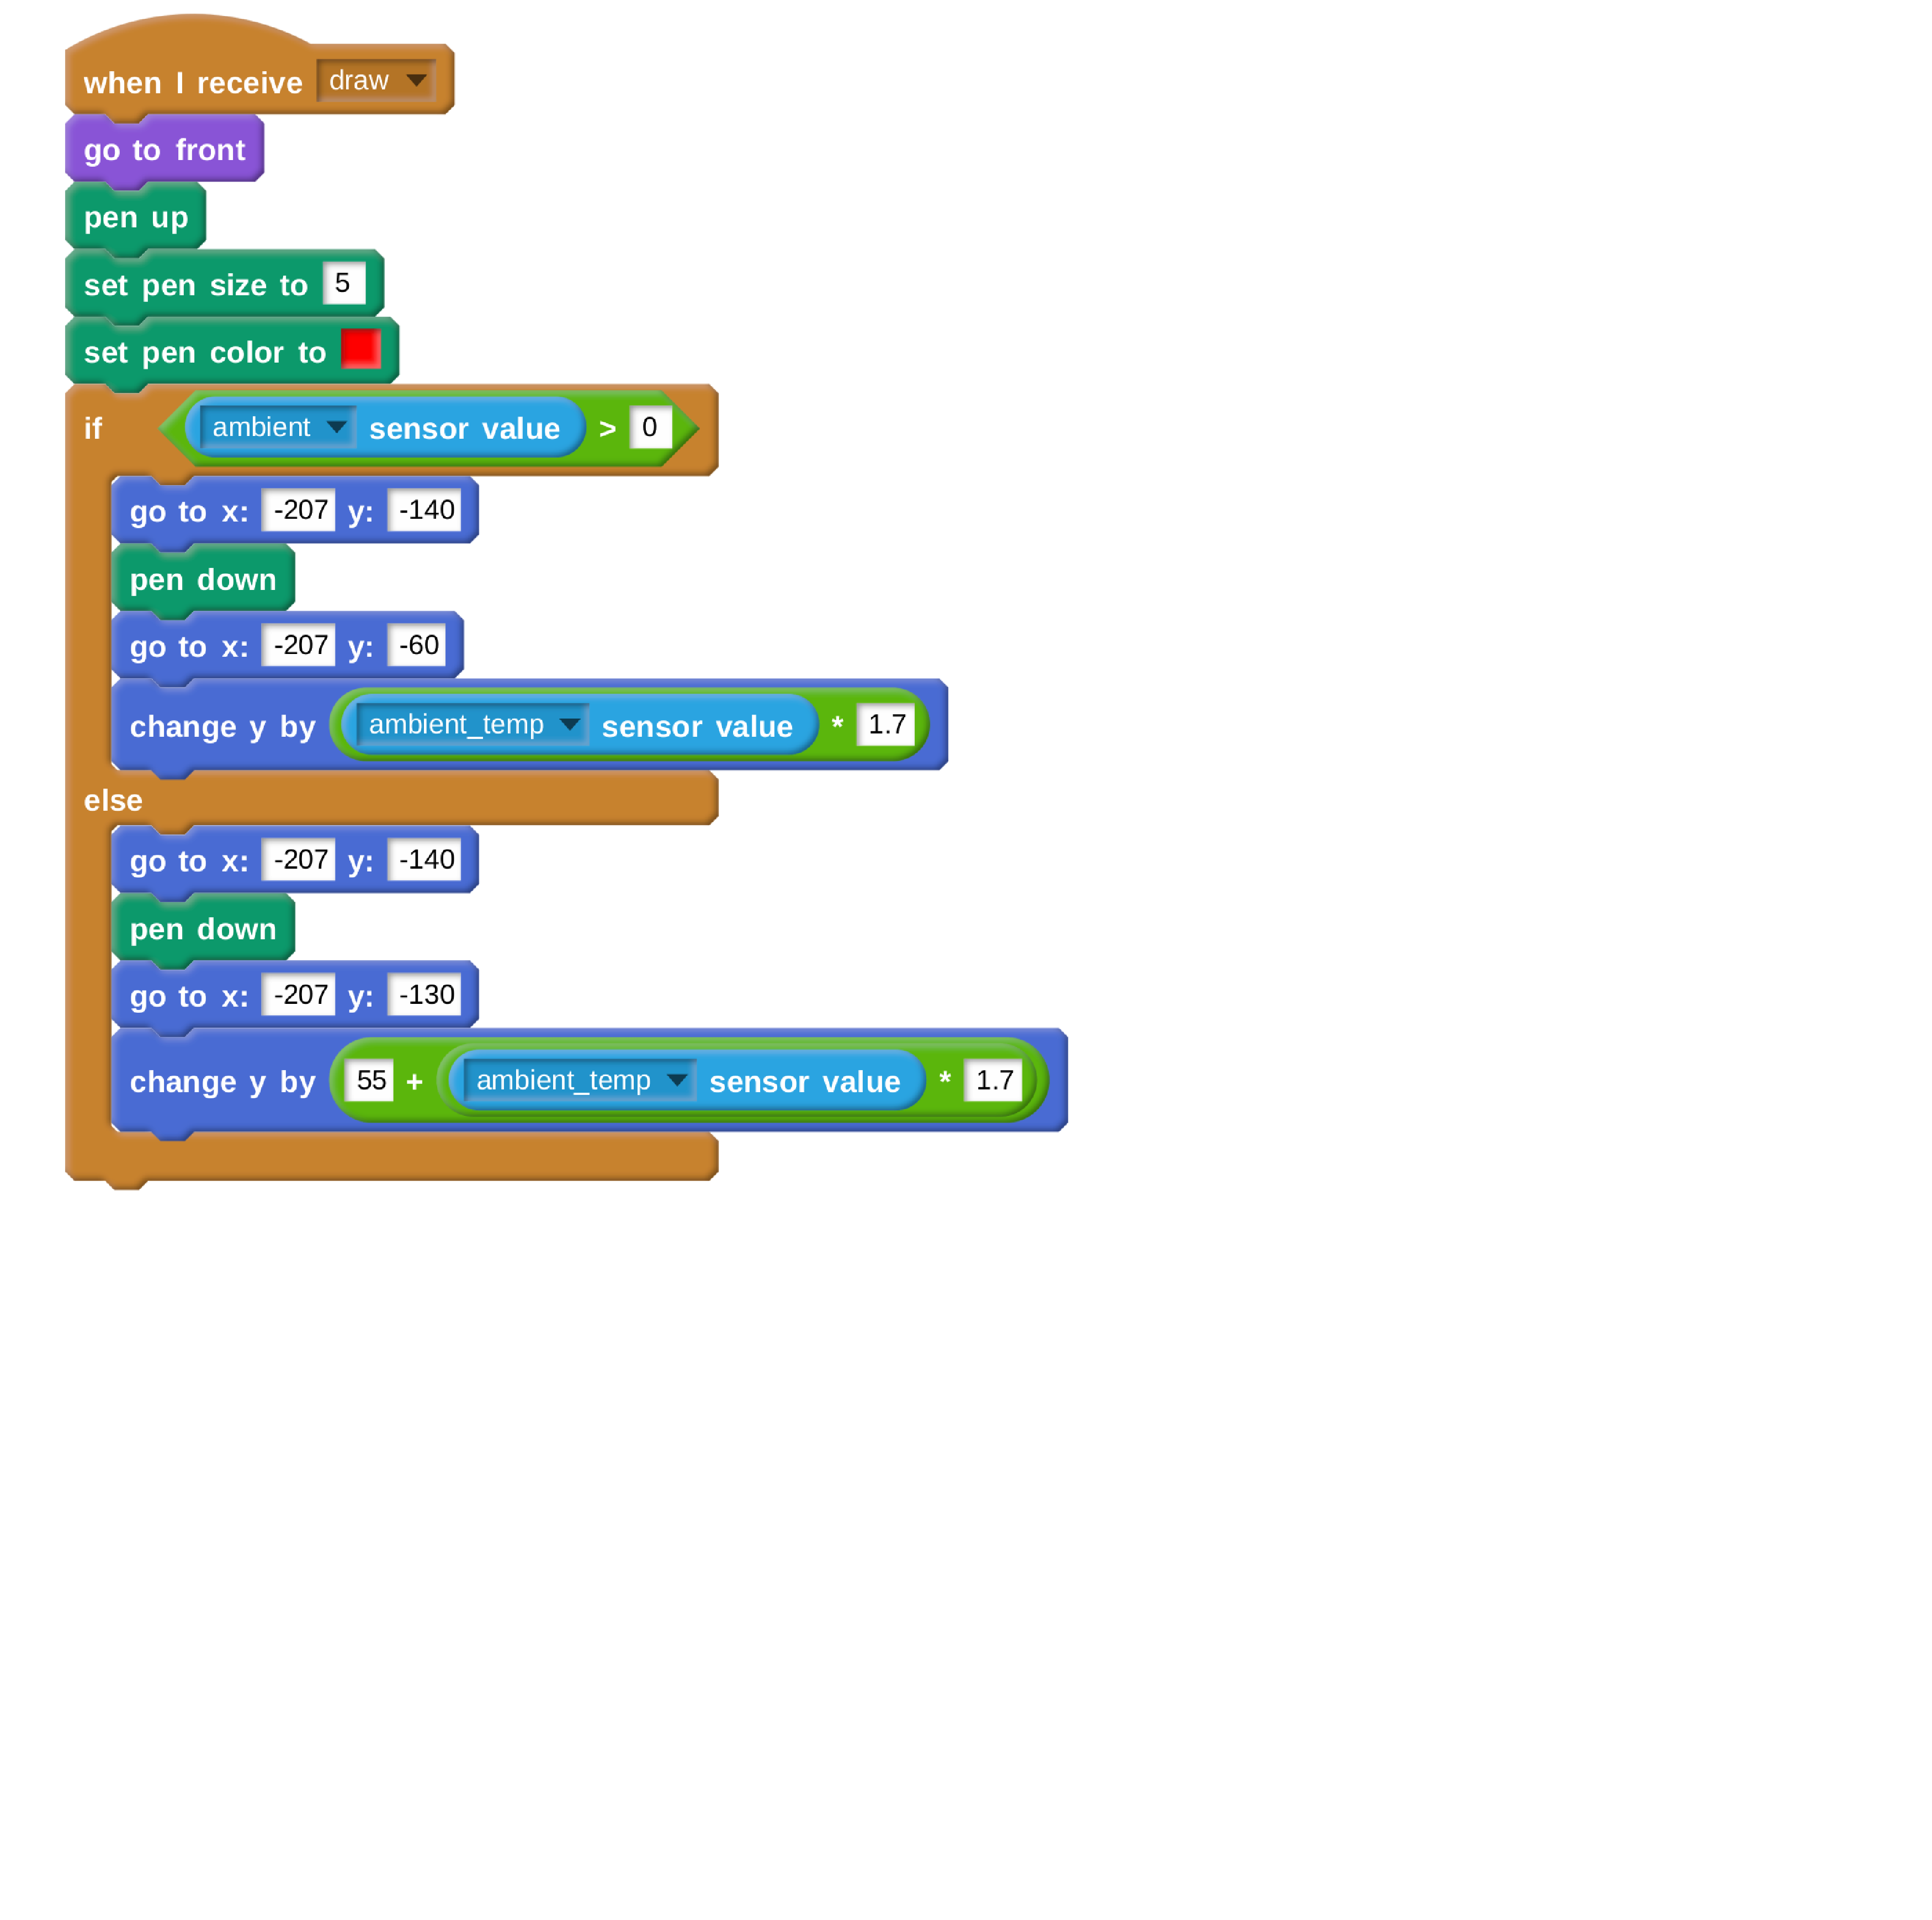 when I receive draw
go to front
pen up
set pen size to 5
set pen color to
if ambient sensor value > 0
go to x: -207 y: -140
pen down
go to x: -207 y: -60
change y by ambient_temp sensor value * 1.7
else
go to x: -207 y: -140
pen down
go to x: -207 y: -130
change y by 55 + ambient_temp sensor value * 1.7